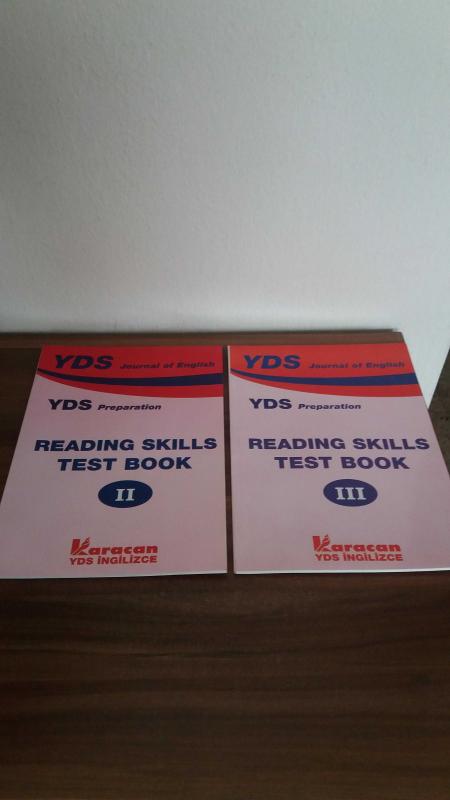 YDS Journal of English
YDS Preparation
READING SKILLS
TEST BOOK
II
Karacan
YDS İNGİLİZCE
YDS Journal of English
YDS Preparation
READING SKILLS
TEST BOOK
III
Karacan
YDS İNGİLİZCE